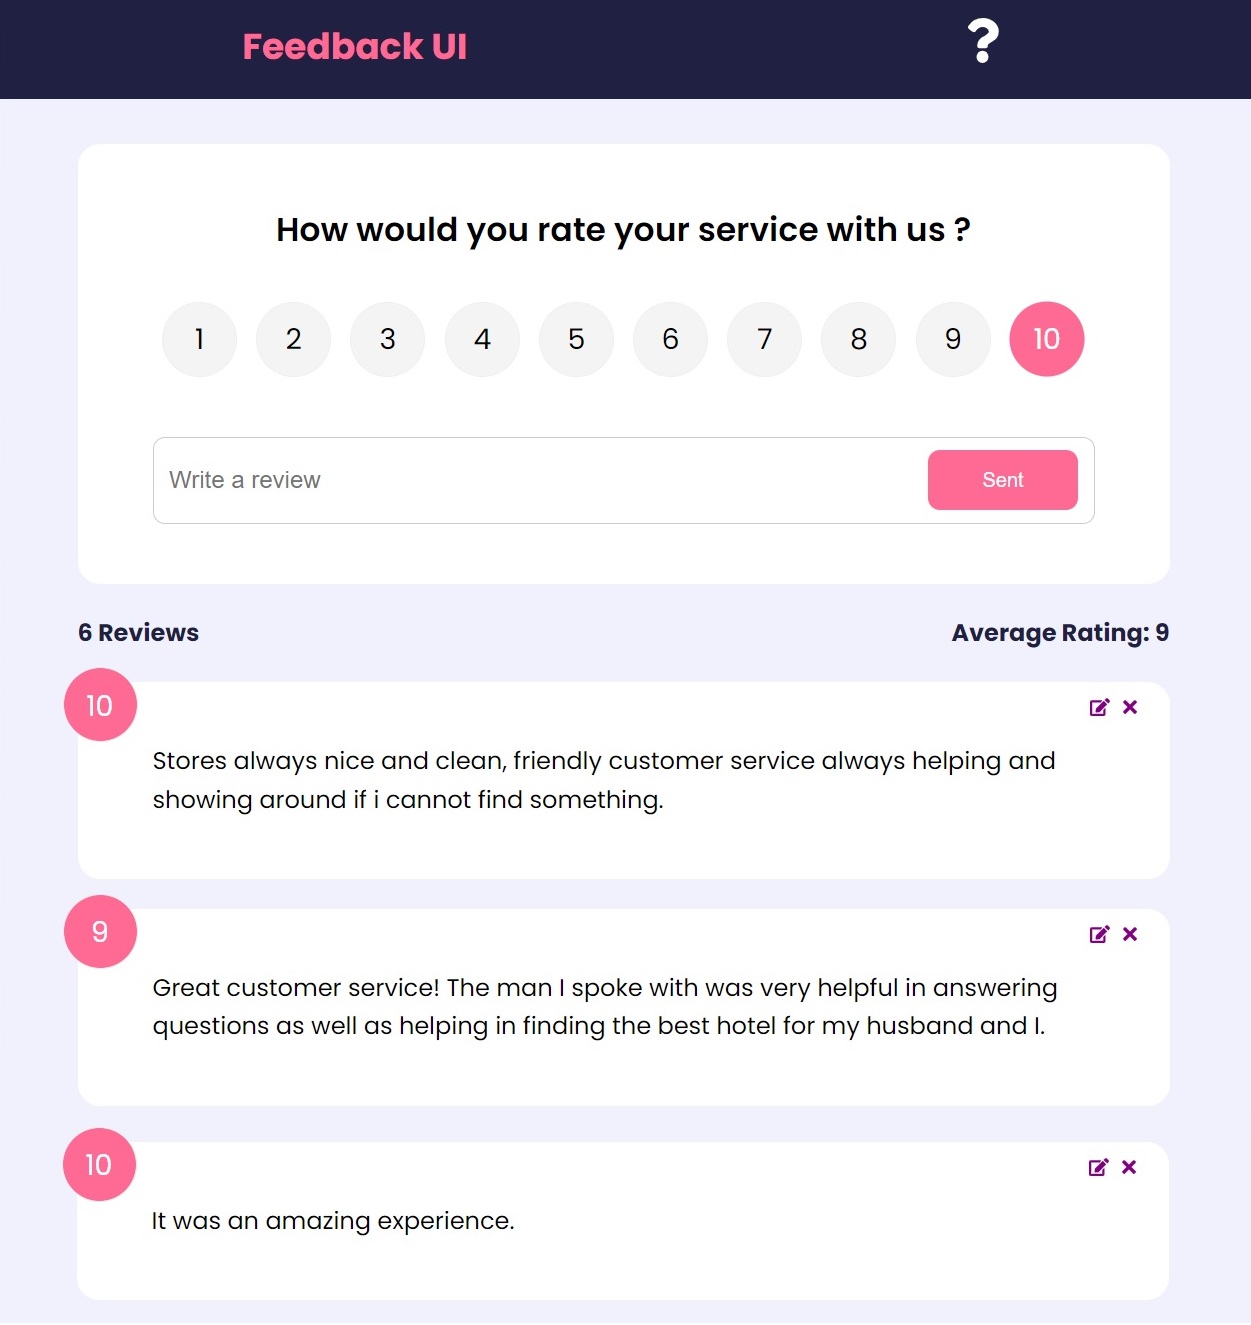 Feedback UI
?
How would you rate your service with us ?
1 2 3 4 5 6 7 8 9 10
Write a review
Sent
6 Reviews
Average Rating: 9
10
Stores always nice and clean, friendly customer service always helping and
showing around if i cannot find something.
9
Great customer service! The man I spoke with was very helpful in answering
questions as well as helping in finding the best hotel for my husband and I.
10
It was an amazing experience.